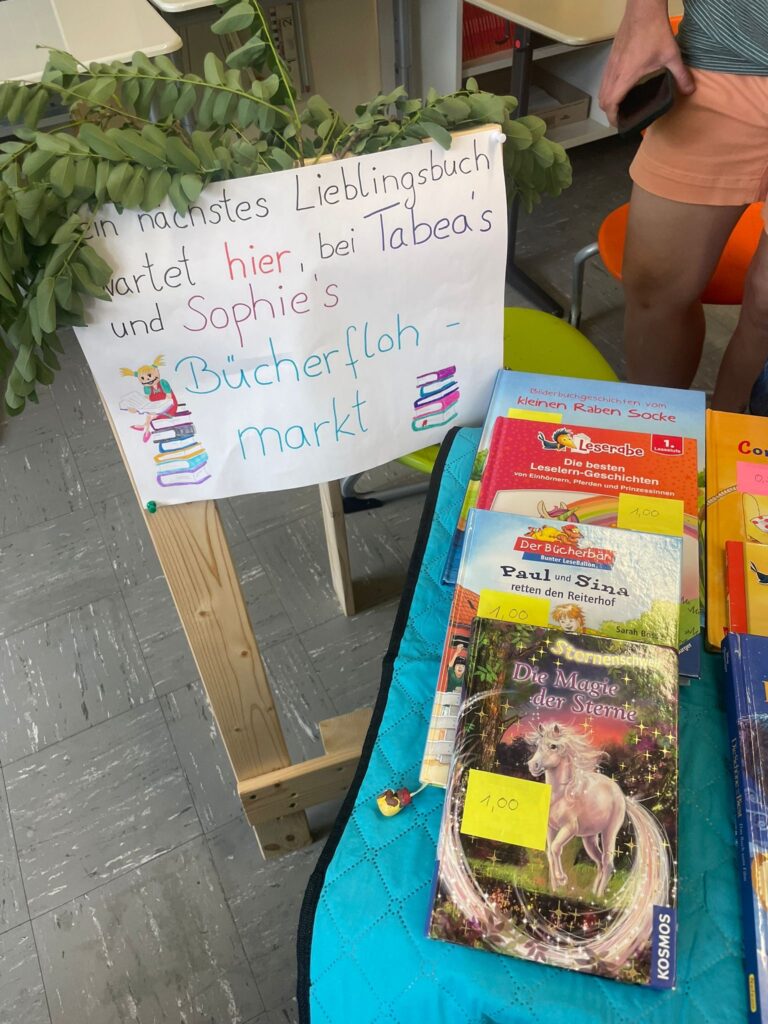 ein nächstes Lieblingsbuch
wartet hier, bei Tabea's
und Sophie's
Bücherfloh-
markt
Bilderbuchgeschichten vom
kleinen Raben Socke
Leserabe
1.
Lesestufe
Die besten
Leselern-Geschichten
von Einhörnern, Pferden und Prinzessinnen
1,00
Der Bücherbär
Bunter LeseBallon
Paul und Sina
retten den Reiterhof
1,00
Sarah
Sternenschweif
Die Magie
der Sterne
1,00
KOSMOS